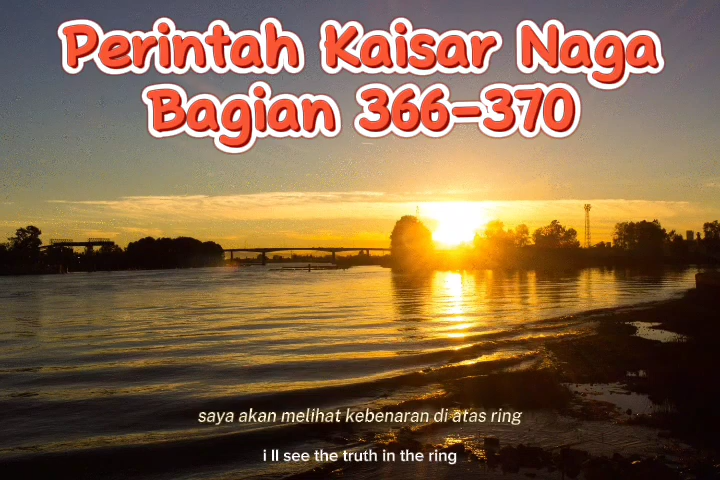 Perintah Kaisar Naga
Bagian 366-370
saya akan melihat kebenaran di atas ring
i ll see the truth in the ring